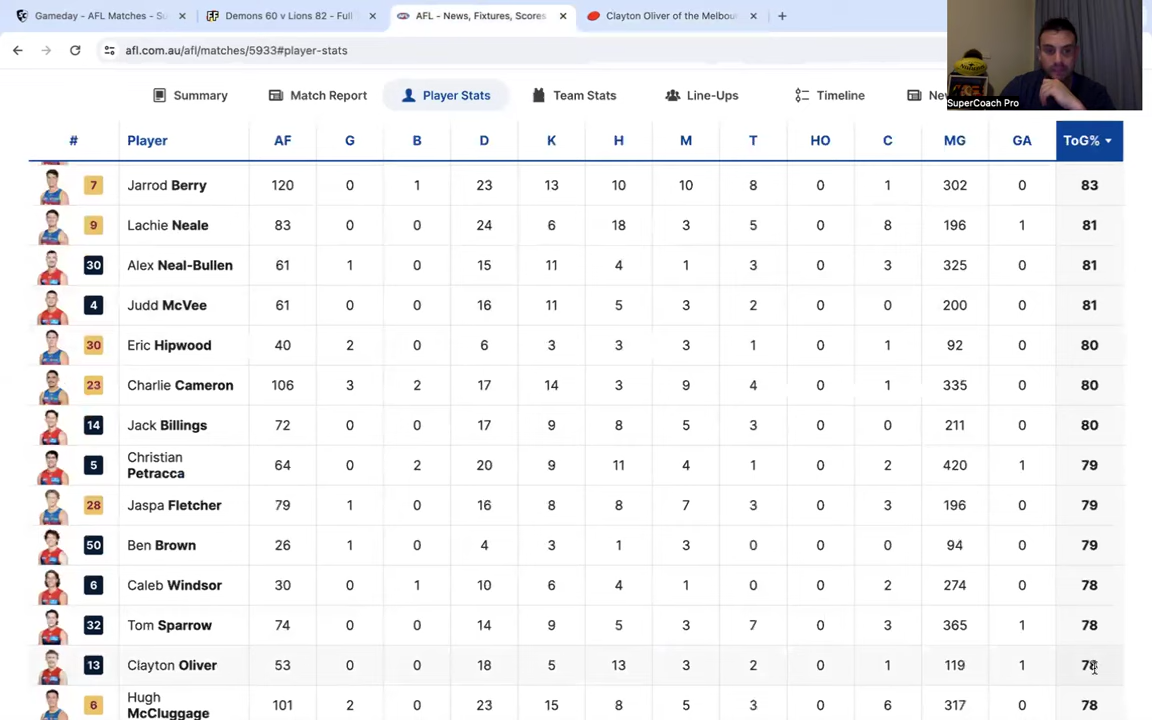 Gameday - AFL Matches - Su
Demons 60 v Lions 82 - Full
AFL - News, Fixtures, Scores
Clayton Oliver of the Melbou
afl.com.au/afl/matches/5933#player-stats
SuperCoach Pro
Summary Match Report Player Stats Team Stats Line-Ups Timeline
# Player AF G B D K H M T HO C MG GA ToG%
7 Jarrod Berry 120 0 1 23 13 10 10 8 0 1 302 0 83
9 Lachie Neale 83 0 0 24 6 18 3 5 0 8 196 1 81
30 Alex Neal-Bullen 61 1 0 15 11 4 1 3 0 3 325 0 81
4 Judd McVee 61 0 0 16 11 5 3 2 0 0 200 0 81
30 Eric Hipwood 40 2 0 6 3 3 3 1 0 1 92 0 80
23 Charlie Cameron 106 3 2 17 14 3 9 4 0 1 335 0 80
14 Jack Billings 72 0 0 17 9 8 5 3 0 0 211 0 80
5 Christian Petracca 64 0 2 20 9 11 4 1 0 2 420 1 79
28 Jaspa Fletcher 79 1 0 16 8 8 7 3 0 3 196 0 79
50 Ben Brown 26 1 0 4 3 1 3 0 0 0 94 0 79
6 Caleb Windsor 30 0 1 10 6 4 1 0 0 2 274 0 78
32 Tom Sparrow 74 0 0 14 9 5 3 7 0 3 365 1 78
13 Clayton Oliver 53 0 0 18 5 13 3 2 0 1 119 1 78
6 Hugh McCluggage 101 2 0 23 15 8 5 3 0 6 317 0 78